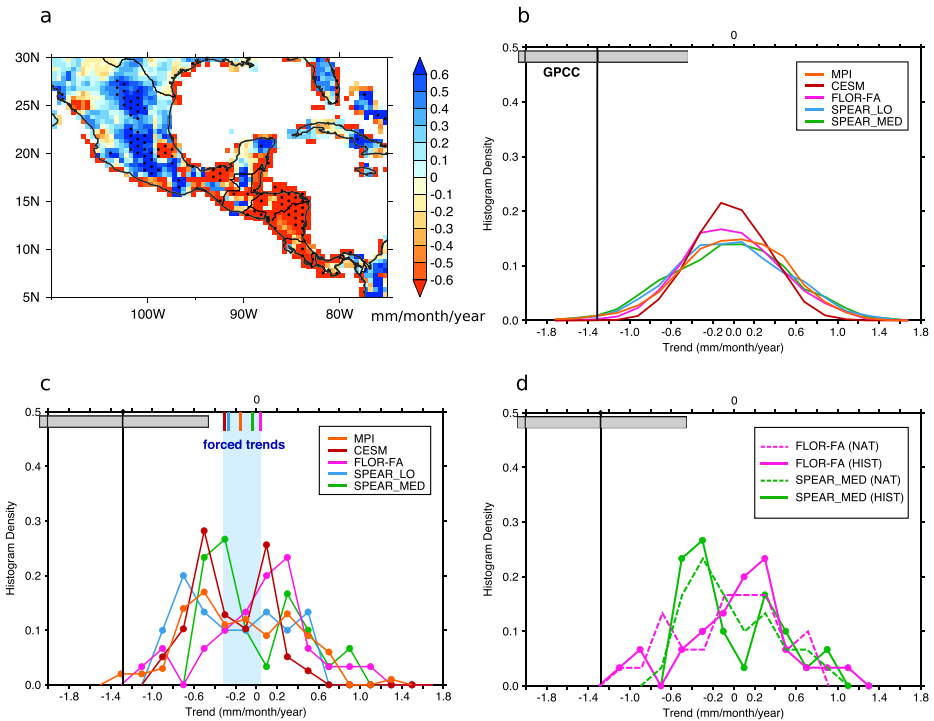 a
30N
25N
20N
15N
10N
5N
100W
90W
80W
0.6
0.5
0.4
0.3
0.2
0.1
0
-0.1
-0.2
-0.3
-0.4
-0.5
-0.6
mm/month/year
b
0
0.5
0.4
0.3
0.2
0.1
0.0
Histogram Density
GPCC
MPI
CESM
FLOR-FA
SPEAR_LO
SPEAR_MED
-1.8 -1.4 -1.0 -0.6 -0.2 0.0 0.2 0.6 1.0 1.4 1.8
Trend (mm/month/year)
c
0
0.5
0.4
0.3
0.2
0.1
0.0
Histogram Density
forced trends
MPI
CESM
FLOR-FA
SPEAR_LO
SPEAR_MED
-1.8 -1.4 -1.0 -0.6 -0.2 0 0.2 0.6 1.0 1.4 1.8
Trend (mm/month/year)
d
0
0.5
0.4
0.3
0.2
0.1
0.0
Histogram Density
FLOR-FA (NAT)
FLOR-FA (HIST)
SPEAR_MED (NAT)
SPEAR_MED (HIST)
-1.8 -1.4 -1.0 -0.6 -0.2 0.2 0.6 1.0 1.4 1.8
Trend (mm/month/year)